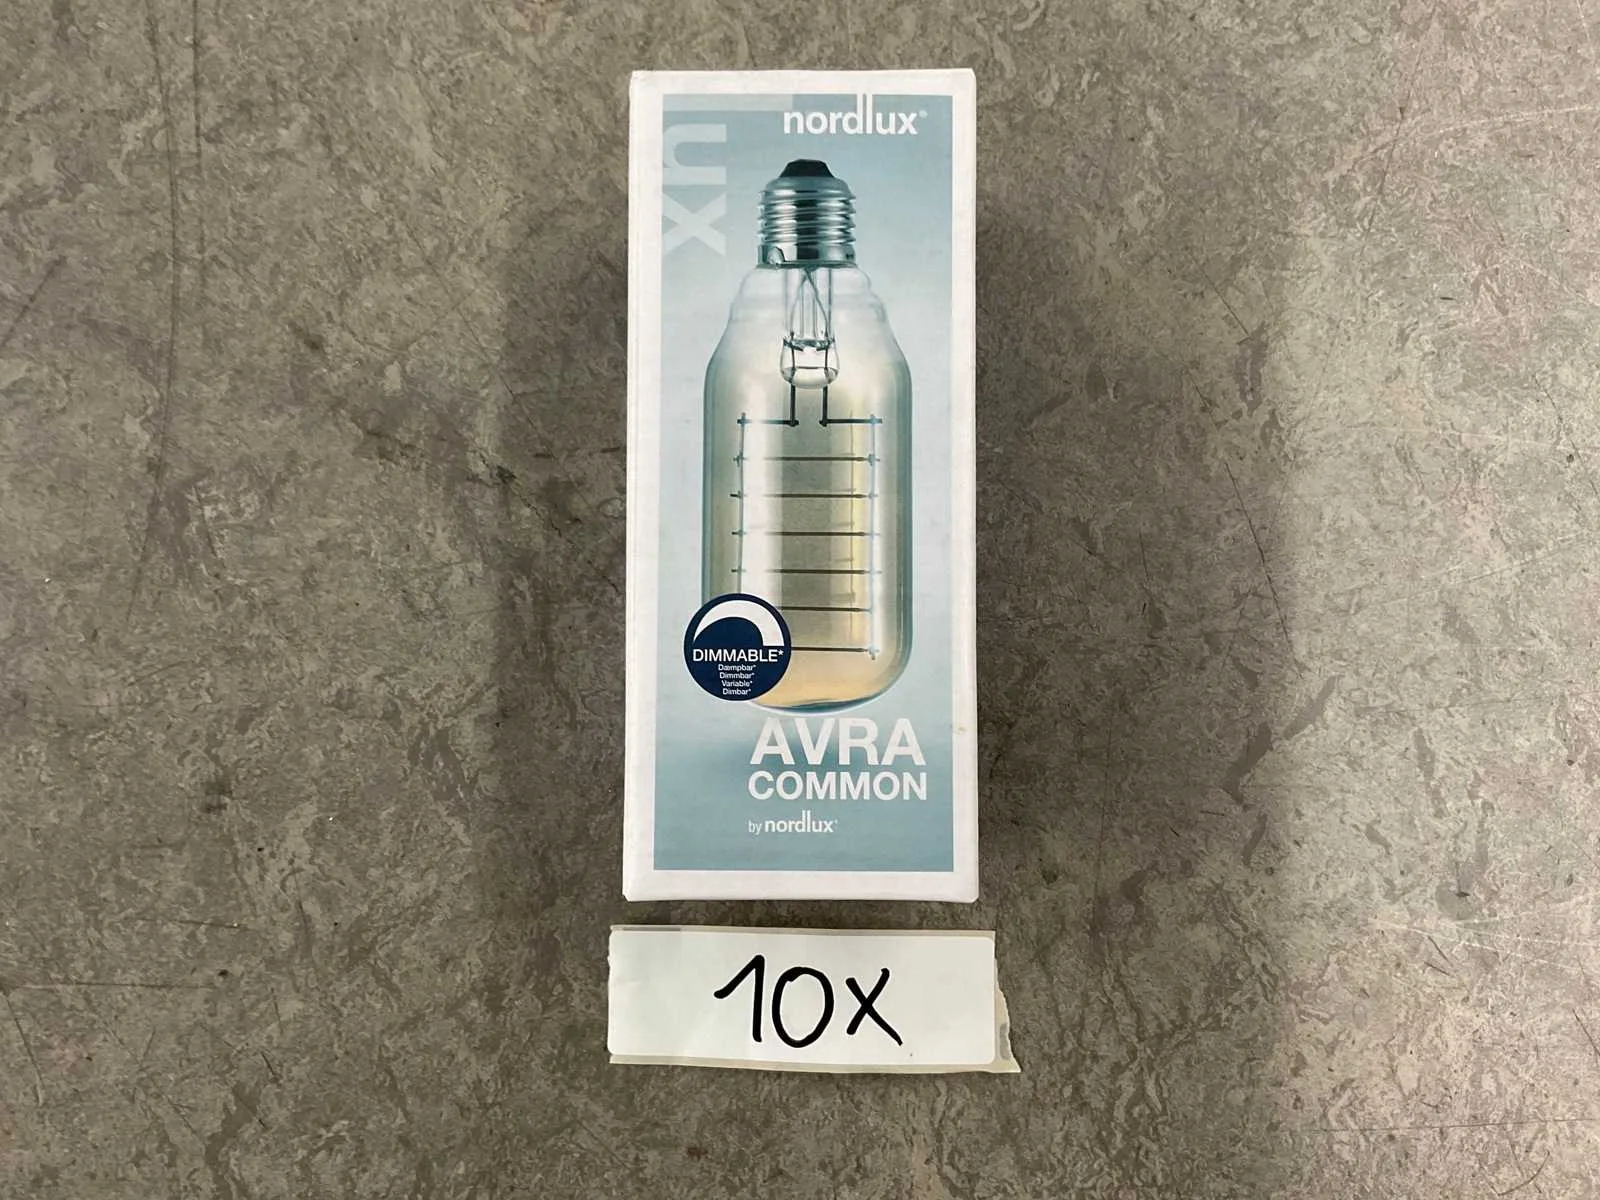 lux
nordlux®
DIMMABLE*
Dæmpbar*
Dimmbar*
Variable*
Dimbar*
AVRA
COMMON
by nordlux®
10x